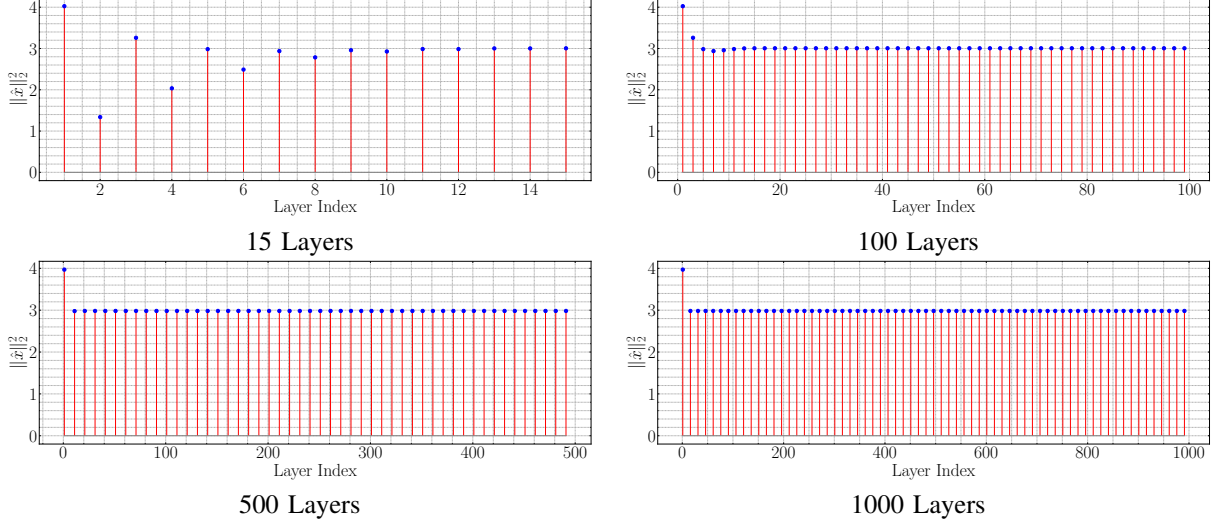 4
3
2
1
0
||x̂||₂²
2 4 6 8 10 12 14
Layer Index
15 Layers
4
3
2
1
0
||x̂||₂²
0 20 40 60 80 100
Layer Index
100 Layers
4
3
2
1
0
||x̂||₂²
0 100 200 300 400 500
Layer Index
500 Layers
4
3
2
1
0
||x̂||₂²
0 200 400 600 800 1000
Layer Index
1000 Layers